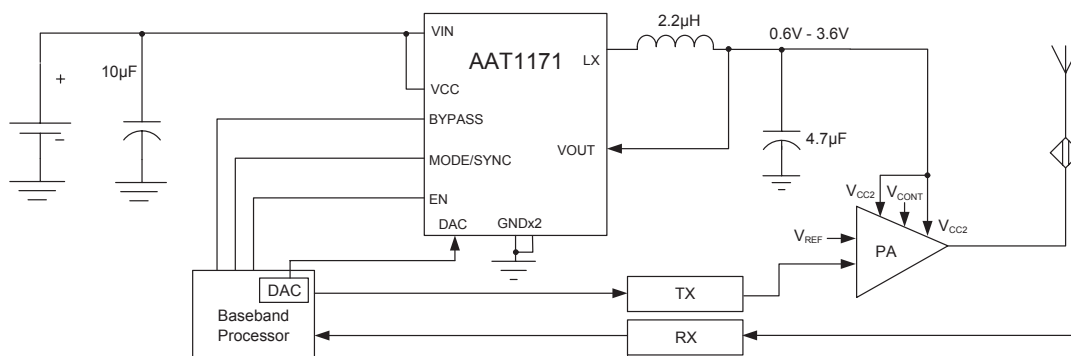 2.2µH
0.6V - 3.6V
10µF
+
-
VIN
AAT1171
LX
VCC
BYPASS
MODE/SYNC
VOUT
4.7µF
EN
DAC
GNDx2
VCC2
VCONT
VCC2
VREF
PA
DAC
Baseband
Processor
TX
RX